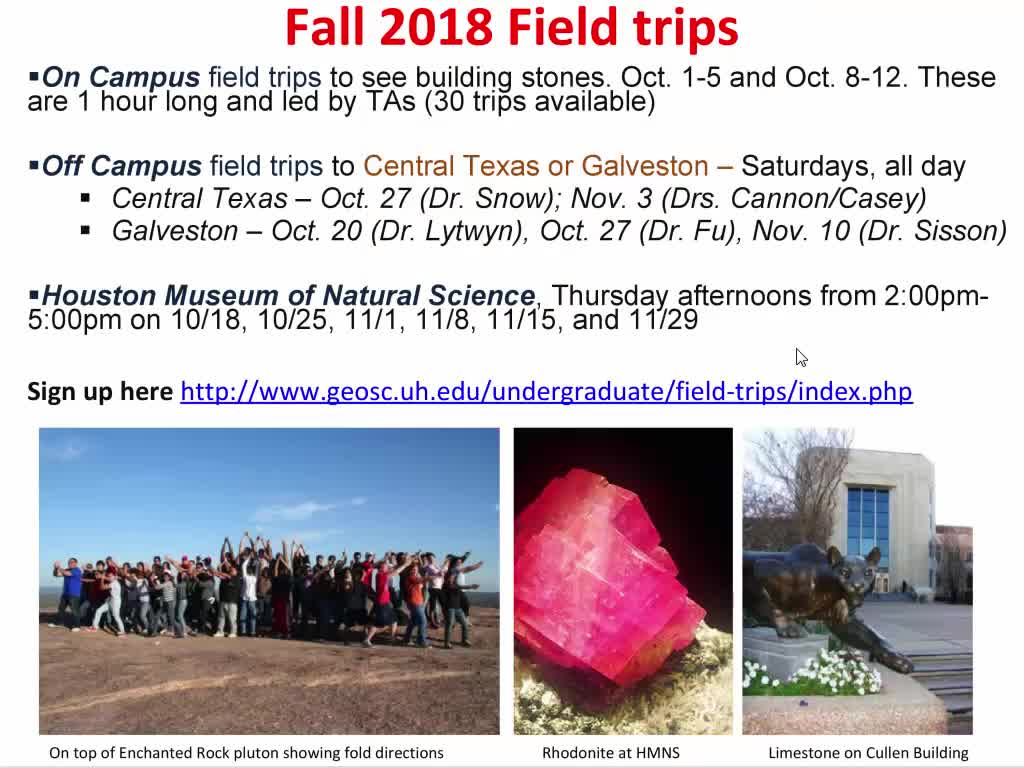 Fall 2018 Field trips
▪On Campus field trips to see building stones. Oct. 1-5 and Oct. 8-12. These
are 1 hour long and led by TAs (30 trips available)
▪Off Campus field trips to Central Texas or Galveston – Saturdays, all day
▪ Central Texas – Oct. 27 (Dr. Snow); Nov. 3 (Drs. Cannon/Casey)
▪ Galveston – Oct. 20 (Dr. Lytwyn), Oct. 27 (Dr. Fu), Nov. 10 (Dr. Sisson)
▪Houston Museum of Natural Science, Thursday afternoons from 2:00pm-
5:00pm on 10/18, 10/25, 11/1, 11/8, 11/15, and 11/29
Sign up here http://www.geosc.uh.edu/undergraduate/field-trips/index.php
On top of Enchanted Rock pluton showing fold directions
Rhodonite at HMNS
Limestone on Cullen Building